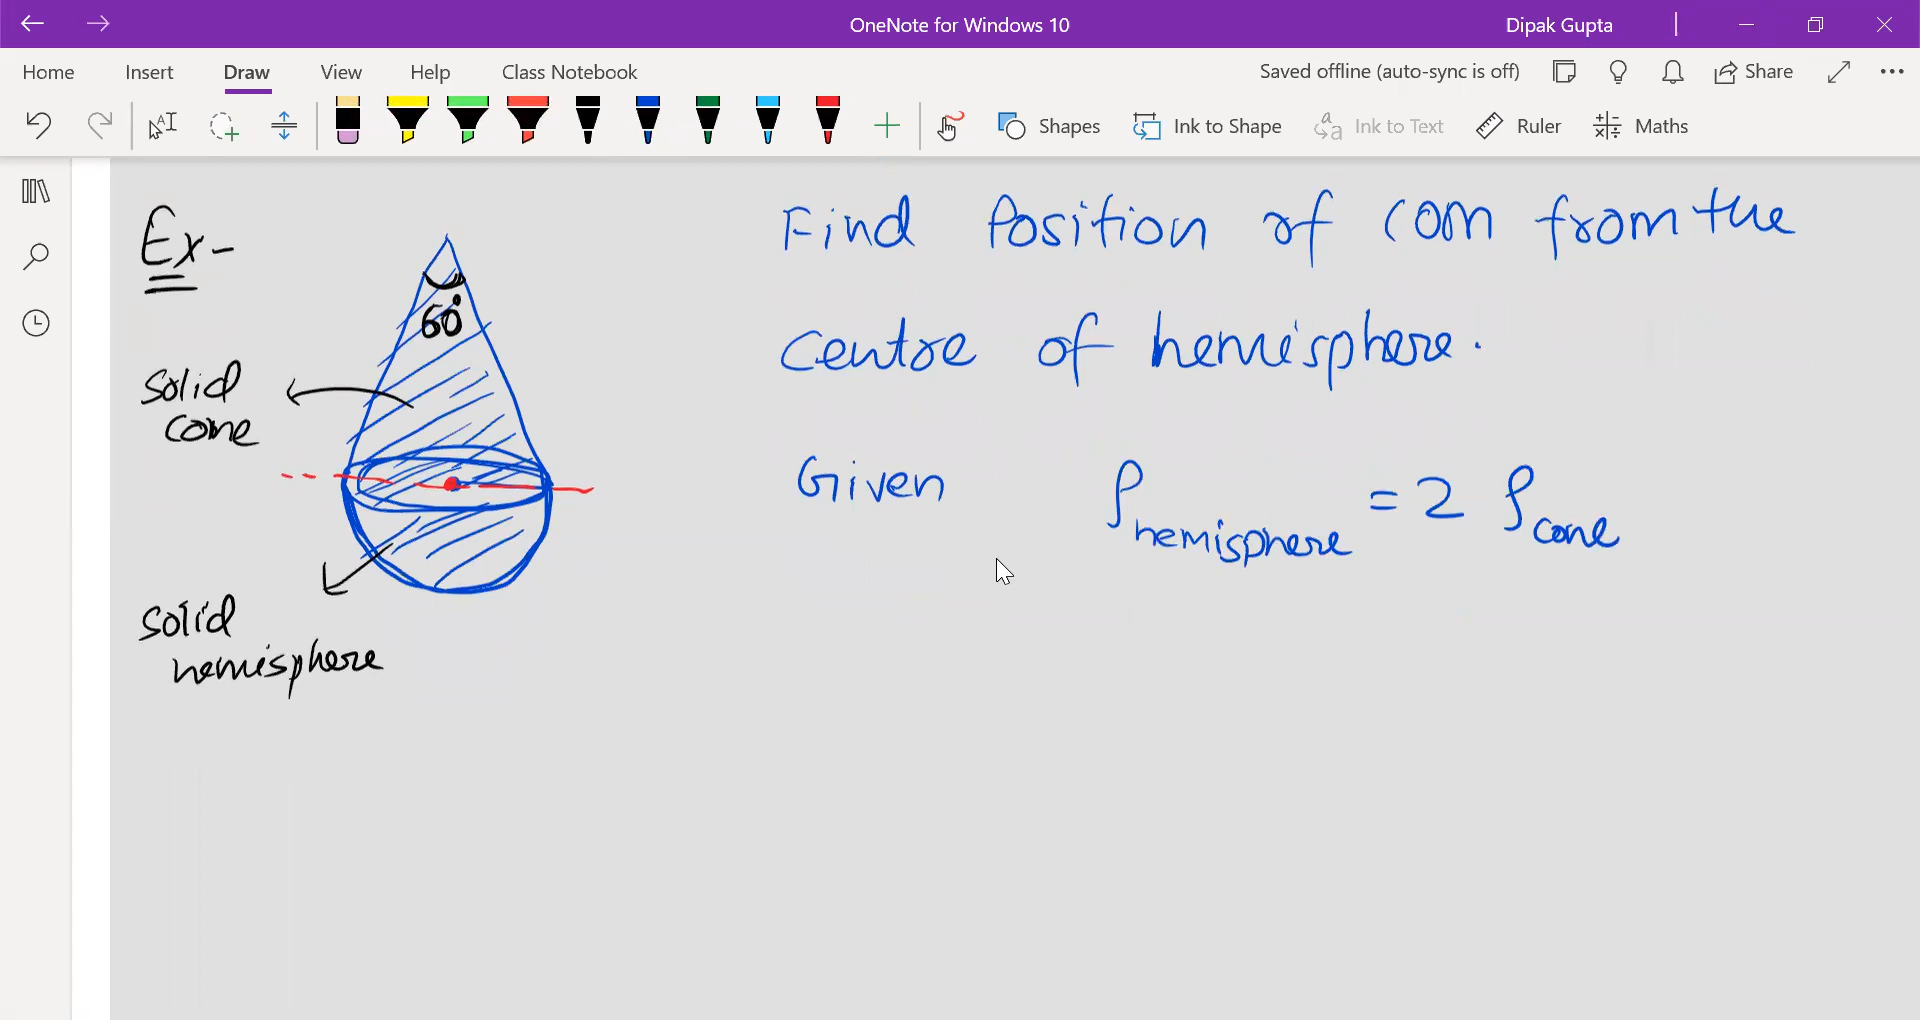 OneNote for Windows 10
Dipak Gupta
Home Insert Draw View Help Class Notebook
Saved offline (auto-sync is off) Share
Shapes Ink to Shape Ink to Text Ruler Maths
Ex-
60°
solid
cone
solid
hemisphere
Find Position of COM from the
centre of hemisphere.
Given ρhemisphere = 2 ρcone